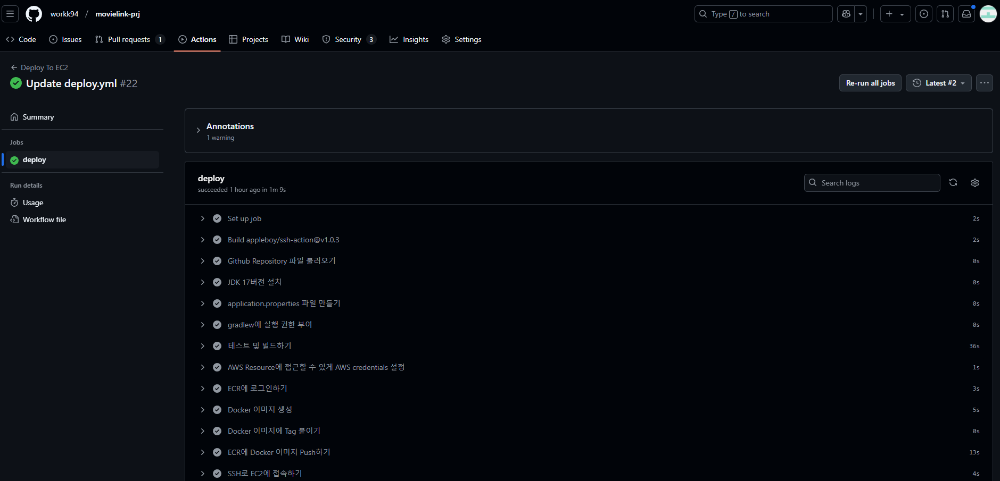 workk94 / movielink-prj
Type / to search
Code
Issues
Pull requests 1
Actions
Projects
Wiki
Security 3
Insights
Settings
Deploy To EC2
Update deploy.yml #22
Re-run all jobs
Latest #2
Summary
Jobs
deploy
Run details
Usage
Workflow file
Annotations
1 warning
deploy
succeeded 1 hour ago in 1m 9s
Search logs
Set up job 2s
Build appleboy/ssh-action@v1.0.3 2s
Github Repository 파일 불러오기 0s
JDK 17버전 설치 0s
application.properties 파일 만들기 0s
gradlew에 실행 권한 부여 0s
테스트 및 빌드하기 36s
AWS Resource에 접근할 수 있게 AWS credentials 설정 1s
ECR에 로그인하기 3s
Docker 이미지 생성 5s
Docker 이미지에 Tag 붙이기 0s
ECR에 Docker 이미지 Push하기 13s
SSH로 EC2에 접속하기 4s